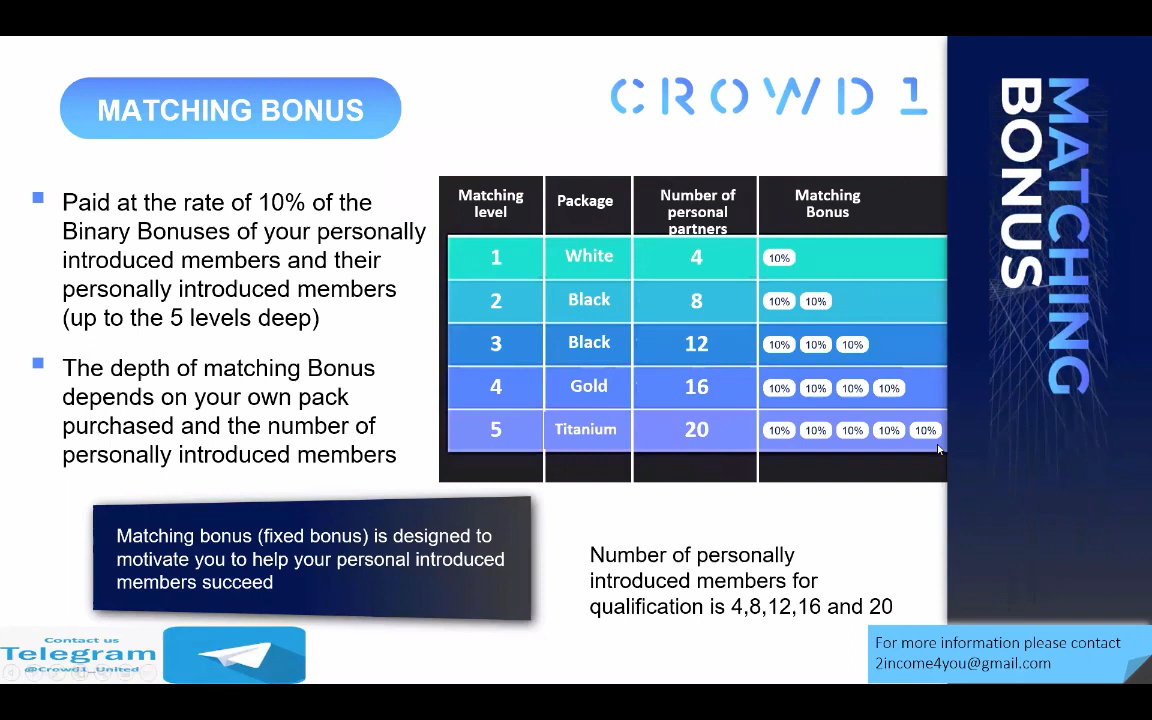 MATCHING BONUS
CROWD 1
Paid at the rate of 10% of the
Binary Bonuses of your personally
introduced members and their
personally introduced members
(up to the 5 levels deep)
The depth of matching Bonus
depends on your own pack
purchased and the number of
personally introduced members
Matching level Package Number of personal partners Matching Bonus
1 White 4 10%
2 Black 8 10% 10%
3 Black 12 10% 10% 10%
4 Gold 16 10% 10% 10% 10%
5 Titanium 20 10% 10% 10% 10% 10%
Matching bonus (fixed bonus) is designed to
motivate you to help your personal introduced
members succeed
Number of personally
introduced members for
qualification is 4,8,12,16 and 20
MATCHING
BONUS
Contact us
Telegram
@Crowd1_United
For more information please contact
2income4you@gmail.com